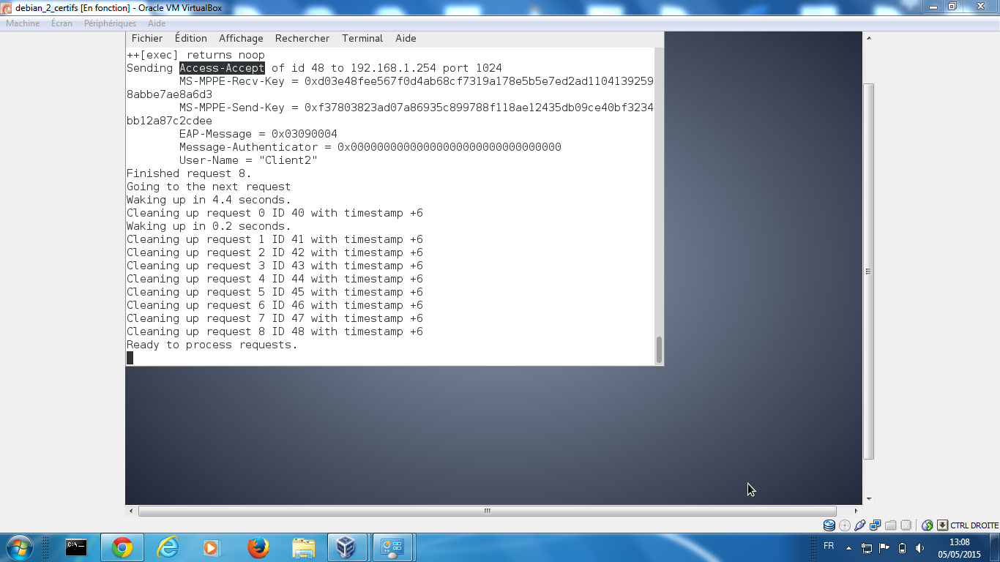 debian_2_certifs [En fonction] - Oracle VM VirtualBox
Machine Écran Périphériques Aide
Fichier Édition Affichage Rechercher Terminal Aide
++[exec] returns noop
Sending Access-Accept of id 48 to 192.168.1.254 port 1024
MS-MPPE-Recv-Key = 0xd03e48fee567f0d4ab68cf7319a178e5b5e7ed2ad1104139259
8abbe7ae8a6d3
MS-MPPE-Send-Key = 0xf37803823ad07a86935c899788f118ae12435db09ce40bf3234
bb12a87c2cdee
EAP-Message = 0x03090004
Message-Authenticator = 0x00000000000000000000000000000000
User-Name = "Client2"
Finished request 8.
Going to the next request
Waking up in 4.4 seconds.
Cleaning up request 0 ID 40 with timestamp +6
Waking up in 0.2 seconds.
Cleaning up request 1 ID 41 with timestamp +6
Cleaning up request 2 ID 42 with timestamp +6
Cleaning up request 3 ID 43 with timestamp +6
Cleaning up request 4 ID 44 with timestamp +6
Cleaning up request 5 ID 45 with timestamp +6
Cleaning up request 6 ID 46 with timestamp +6
Cleaning up request 7 ID 47 with timestamp +6
Cleaning up request 8 ID 48 with timestamp +6
Ready to process requests.
CTRL DROITE
C:\
FR
13:08
05/05/2015